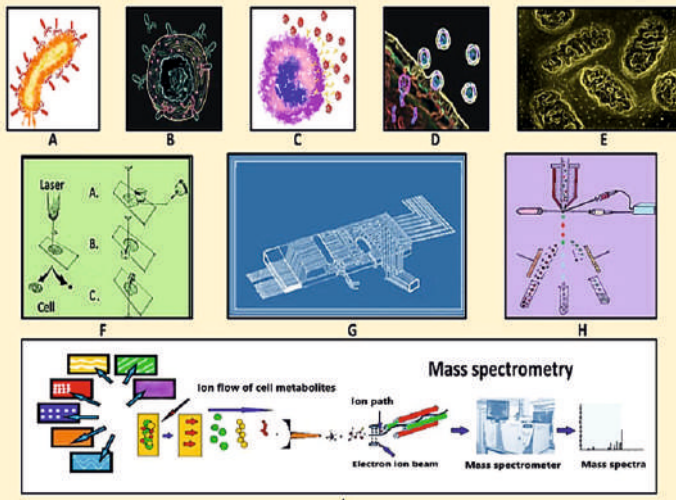 A
B
C
D
E
Laser
A.
B.
C.
Cell
F
G
H
Mass spectrometry
Ion flow of cell metabolites
Ion path
Electron ion beam
Mass spectrometer
Mass spectra